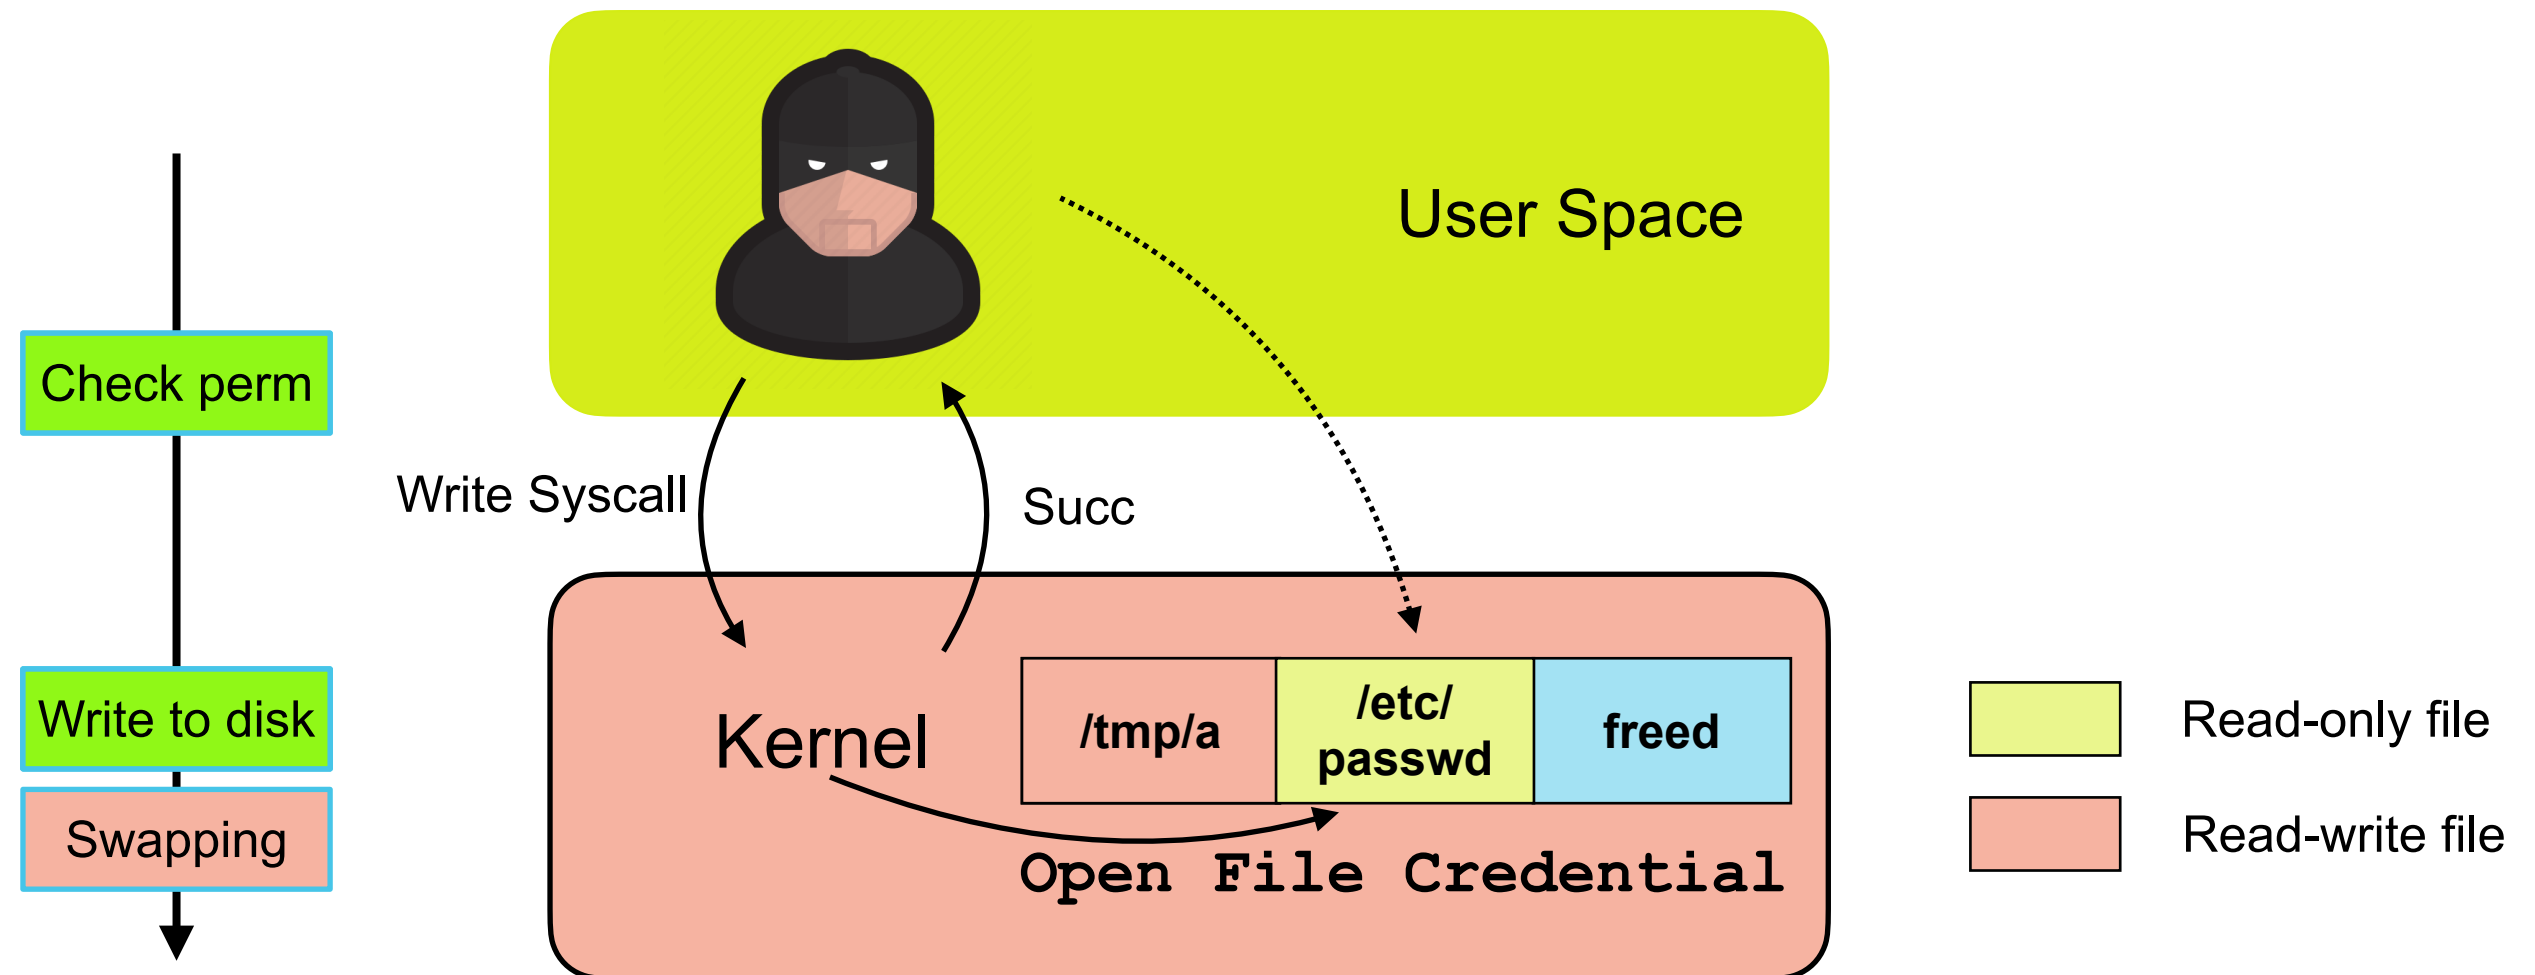 User Space
Check perm
Write Syscall
Succ
Write to disk
Swapping
Kernel
/tmp/a
/etc/
passwd
freed
Open File Credential
Read-only file
Read-write file